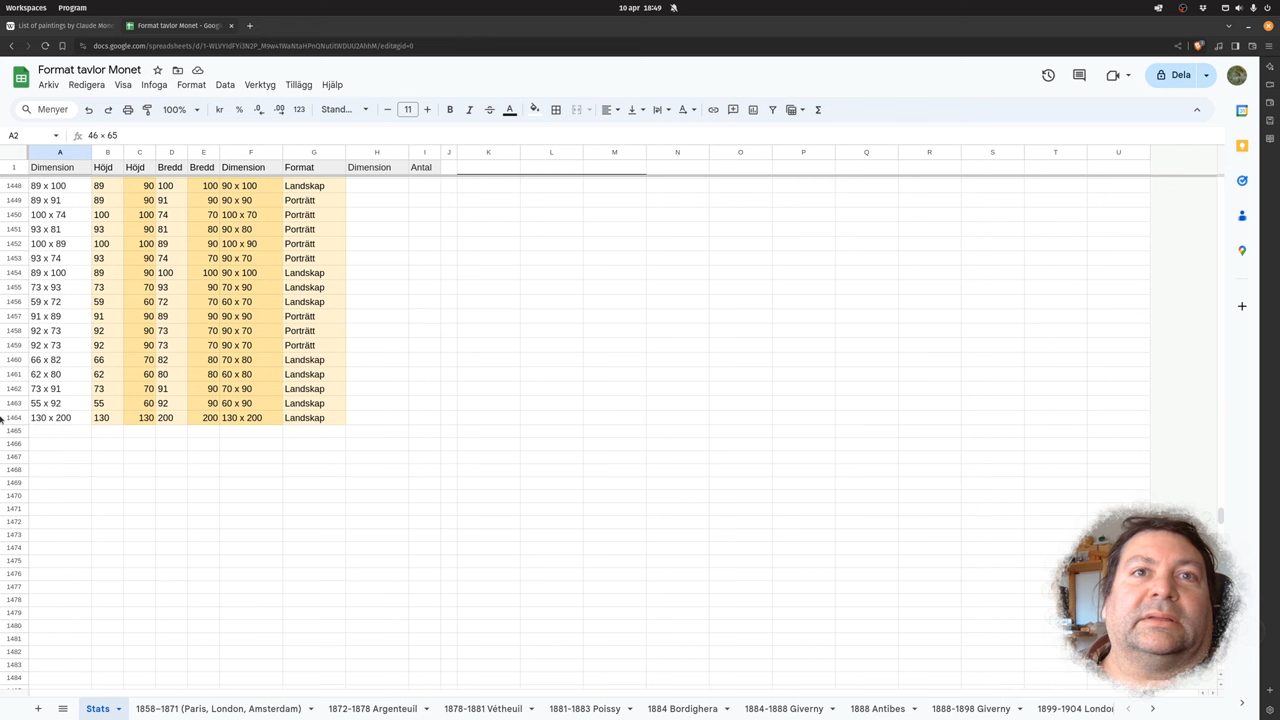 Workspaces Program 10 apr 18:49
List of paintings by Claude Mone Format tavlor Monet - Goog
docs.google.com/spreadsheets/d/
Format tavlor Monet
Arkiv Redigera Visa Infoga Format Data Verktyg Tillägg Hjälp
Dela
Menyer 100% kr % .0 .00 123 Stand... 11 B I A
A2 fx 46 × 65
A B C D E F G H I J K L M N O P Q R S T U
1 Dimension Höjd Höjd Bredd Bredd Dimension Format Dimension Antal
1448 89 x 100 89 90 100 100 90 x 100 Landskap
1449 89 x 91 89 90 91 90 90 x 90 Porträtt
1450 100 x 74 100 100 74 70 100 x 70 Porträtt
1451 93 x 81 93 90 81 80 90 x 80 Porträtt
1452 100 x 89 100 100 89 90 100 x 90 Porträtt
1453 93 x 74 93 90 74 70 90 x 70 Porträtt
1454 89 x 100 89 90 100 100 90 x 100 Landskap
1455 73 x 93 73 70 93 90 70 x 90 Landskap
1456 59 x 72 59 60 72 70 60 x 70 Landskap
1457 91 x 89 91 90 89 90 90 x 90 Porträtt
1458 92 x 73 92 90 73 70 90 x 70 Porträtt
1459 92 x 73 92 90 73 70 90 x 70 Porträtt
1460 66 x 82 66 70 82 80 70 x 80 Landskap
1461 62 x 80 62 60 80 80 60 x 80 Landskap
1462 73 x 91 73 70 91 90 70 x 90 Landskap
1463 55 x 92 55 60 92 90 60 x 90 Landskap
1464 130 x 200 130 130 200 200 130 x 200 Landskap
1465
1466
1467
1468
1469
1470
1471
1472
1473
1474
1475
1476
1477
1478
1479
1480
1481
1482
1483
1484
Stats 1858–1871 (Paris, London, Amsterdam) 1872-1878 Argenteuil 1878-1881 Vétheuil 1881-1883 Poissy 1884 Bordighera 1884-1888 Giverny 1888 Antibes 1888-1898 Giverny 1899-1904 London